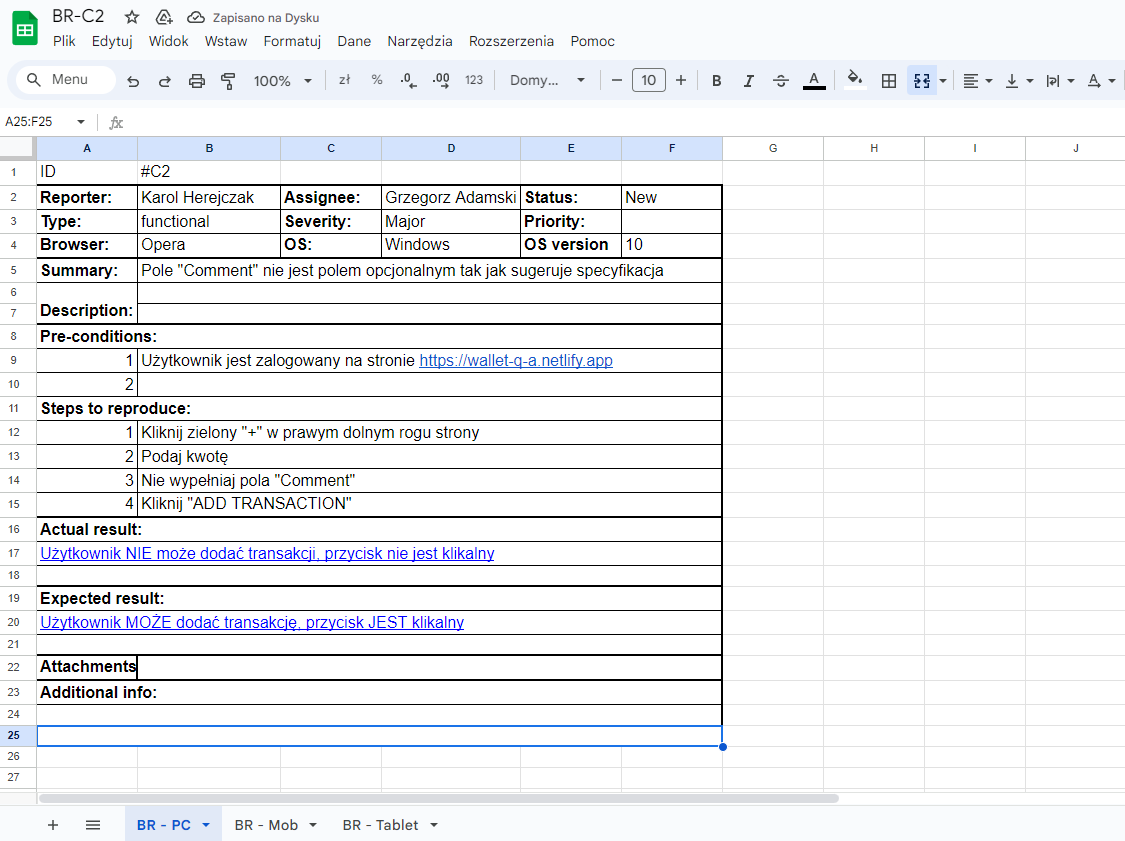 BR-C2 Zapisano na Dysku
Plik Edytuj Widok Wstaw Formatuj Dane Narzędzia Rozszerzenia Pomoc
Menu 100% zł % .0 .00 123 Domy... − 10 + B I S A A
A25:F25 fx
A B C D E F G H I J
1 ID #C2
2 Reporter: Karol Herejczak Assignee: Grzegorz Adamski Status: New
3 Type: functional Severity: Major Priority:
4 Browser: Opera OS: Windows OS version 10
5 Summary: Pole "Comment" nie jest polem opcjonalnym tak jak sugeruje specyfikacja
6
7 Description:
8 Pre-conditions:
9 1 Użytkownik jest zalogowany na stronie https://wallet-q-a.netlify.app
10 2
11 Steps to reproduce:
12 1 Kliknij zielony "+" w prawym dolnym rogu strony
13 2 Podaj kwotę
14 3 Nie wypełniaj pola "Comment"
15 4 Kliknij "ADD TRANSACTION"
16 Actual result:
17 Użytkownik NIE może dodać transakcji, przycisk nie jest klikalny
18
19 Expected result:
20 Użytkownik MOŻE dodać transakcję, przycisk JEST klikalny
21
22 Attachments
23 Additional info:
24
25
26
27
+ BR - PC BR - Mob BR - Tablet